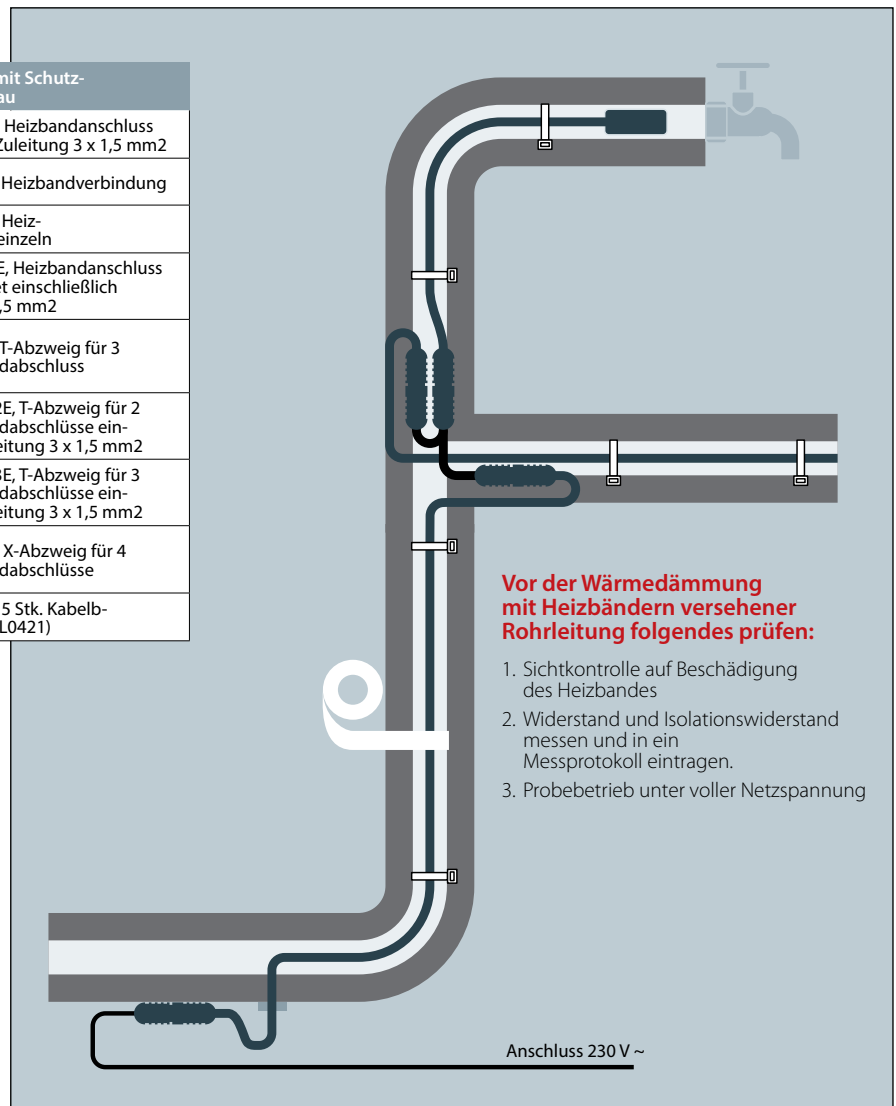 mit Schutz-
au
Heizbandanschluss
Zuleitung 3 x 1,5 mm2
Heizbandverbindung
Heiz-
einzeln
E, Heizbandanschluss
et einschließlich
,5 mm2
T-Abzweig für 3
dabschluss
2E, T-Abzweig für 2
dabschlüsse ein-
eitung 3 x 1,5 mm2
3E, T-Abzweig für 3
dabschlüsse ein-
eitung 3 x 1,5 mm2
X-Abzweig für 4
dabschlüsse
5 Stk. Kabelb-
L0421)
Vor der Wärmedämmung
mit Heizbändern versehener
Rohrleitung folgendes prüfen:
1. Sichtkontrolle auf Beschädigung
des Heizbandes
2. Widerstand und Isolationswiderstand
messen und in ein
Messprotokoll eintragen.
3. Probebetrieb unter voller Netzspannung
Anschluss 230 V ~